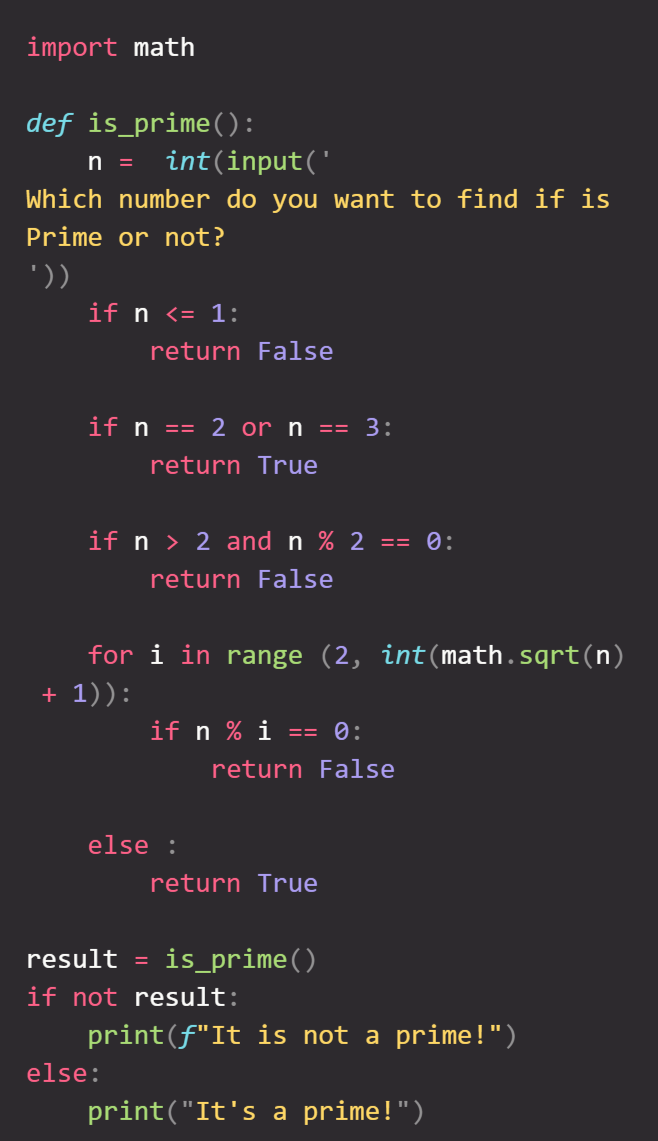 import math
def is_prime():
    n =  int(input('
Which number do you want to find if is
Prime or not?
'))
    if n <= 1:
        return False
    if n == 2 or n == 3:
        return True
    if n > 2 and n % 2 == 0:
        return False
    for i in range (2, int(math.sqrt(n)
 + 1)):
        if n % i == 0:
            return False
    else :
        return True
result = is_prime()
if not result:
    print(f"It is not a prime!")
else:
    print("It's a prime!")